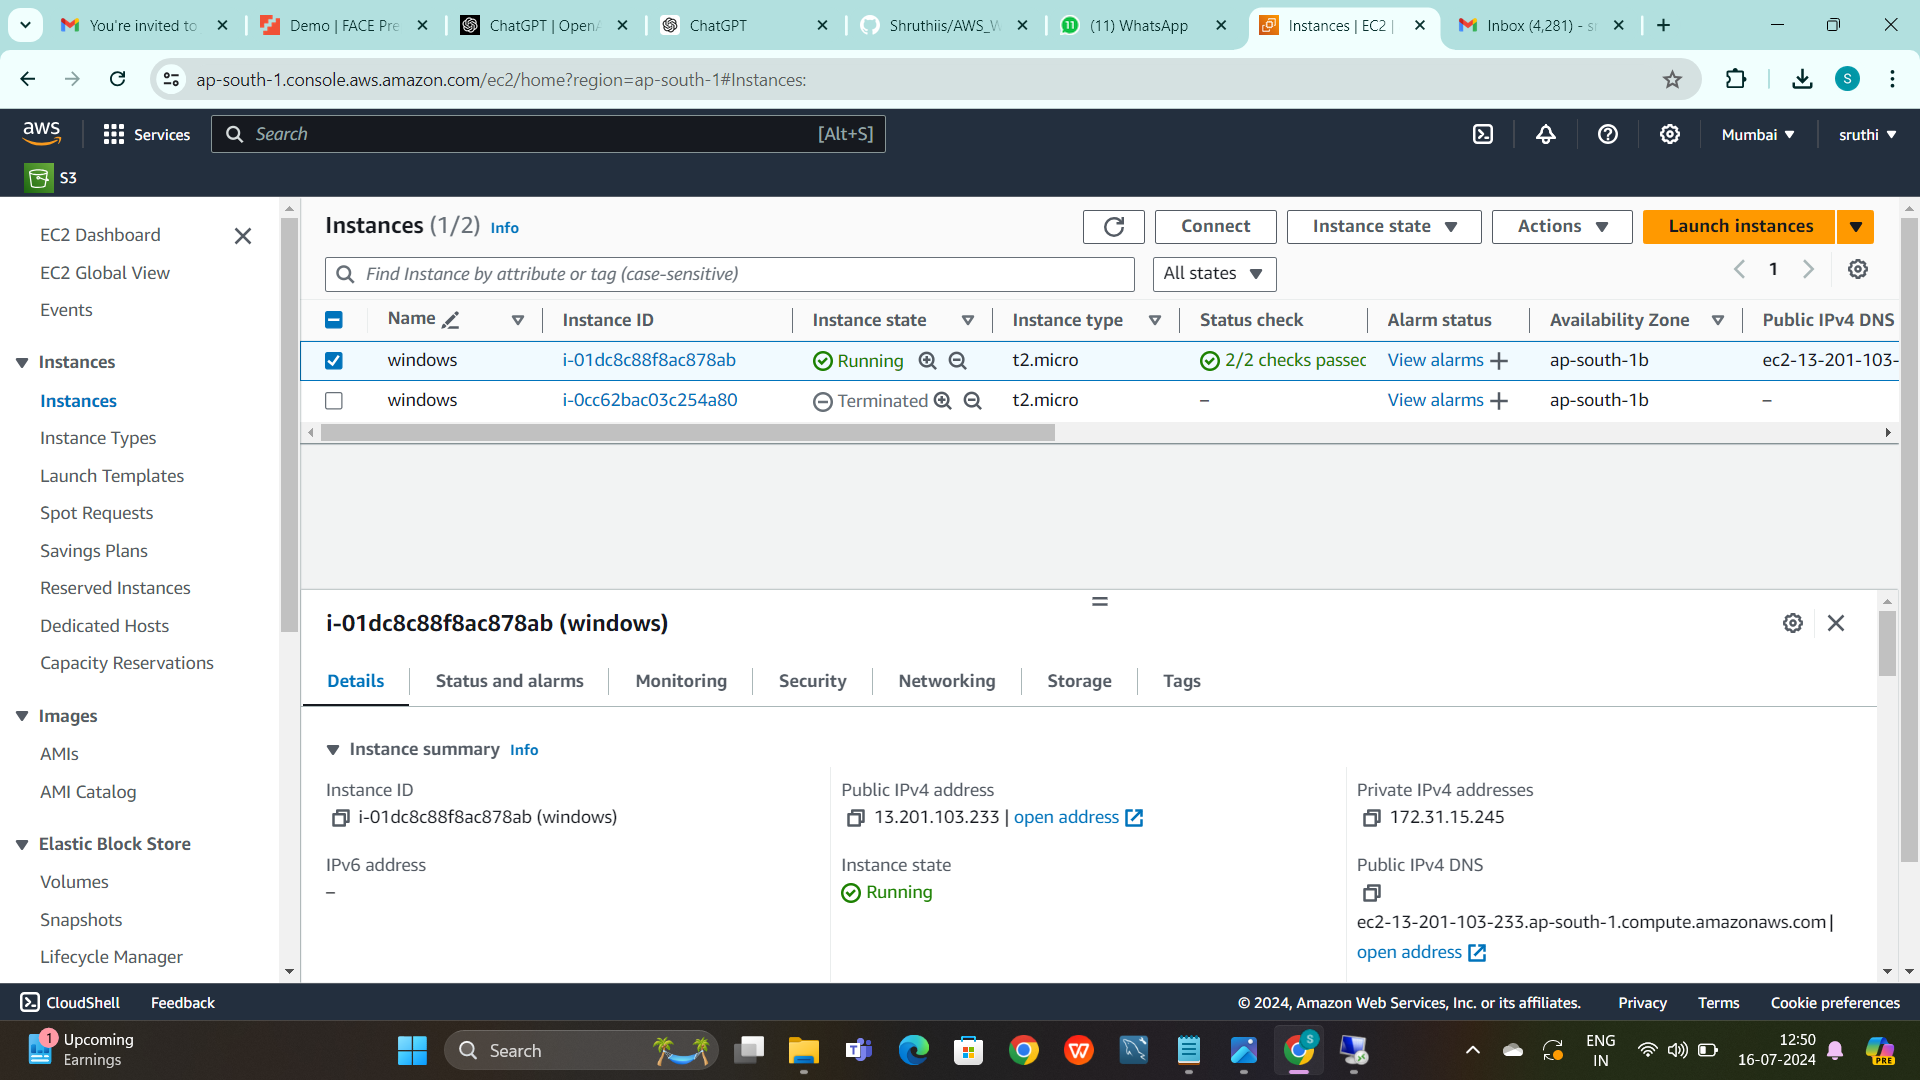 You're invited to
Demo | FACE Pre
ChatGPT | OpenA
ChatGPT
Shruthiis/AWS_W
(11) WhatsApp
Instances | EC2 |
Inbox (4,281) - s
ap-south-1.console.aws.amazon.com/ec2/home?region=ap-south-1#Instances:
S
aws
Services
Search
[Alt+S]
Mumbai
sruthi
S3
EC2 Dashboard
EC2 Global View
Events
Instances
Instances
Instance Types
Launch Templates
Spot Requests
Savings Plans
Reserved Instances
Dedicated Hosts
Capacity Reservations
Images
AMIs
AMI Catalog
Elastic Block Store
Volumes
Snapshots
Lifecycle Manager
Instances (1/2) Info
Connect
Instance state
Actions
Launch instances
Find Instance by attribute or tag (case-sensitive)
All states
1
Name Instance ID Instance state Instance type Status check Alarm status Availability Zone Public IPv4 DNS
windows i-01dc8c88f8ac878ab Running t2.micro 2/2 checks passec View alarms + ap-south-1b ec2-13-201-103-
windows i-0cc62bac03c254a80 Terminated t2.micro – View alarms + ap-south-1b –
i-01dc8c88f8ac878ab (windows)
Details Status and alarms Monitoring Security Networking Storage Tags
Instance summary Info
Instance ID
i-01dc8c88f8ac878ab (windows)
Public IPv4 address
13.201.103.233 | open address
Private IPv4 addresses
172.31.15.245
IPv6 address
–
Instance state
Running
Public IPv4 DNS
ec2-13-201-103-233.ap-south-1.compute.amazonaws.com |
open address
CloudShell Feedback
© 2024, Amazon Web Services, Inc. or its affiliates. Privacy Terms Cookie preferences
1
Upcoming
Earnings
Search
ENG
IN
12:50
16-07-2024
PRE